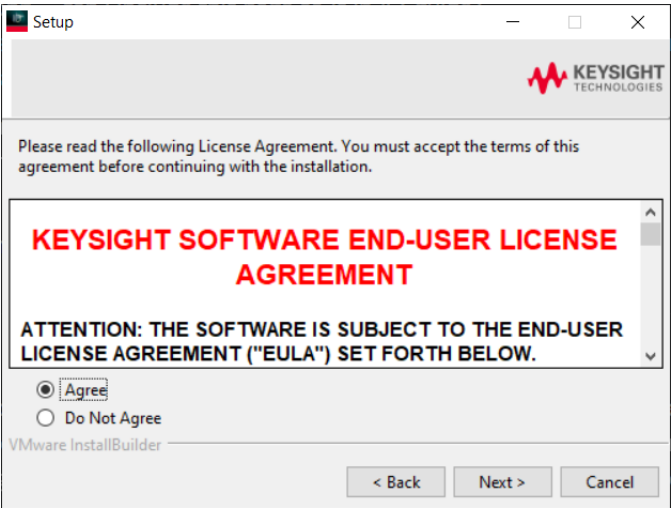 Setup
KEYSIGHT
TECHNOLOGIES
Please read the following License Agreement. You must accept the terms of this
agreement before continuing with the installation.
KEYSIGHT SOFTWARE END-USER LICENSE
AGREEMENT
ATTENTION: THE SOFTWARE IS SUBJECT TO THE END-USER
LICENSE AGREEMENT ("EULA") SET FORTH BELOW.
Agree
Do Not Agree
VMware InstallBuilder
< Back Next > Cancel